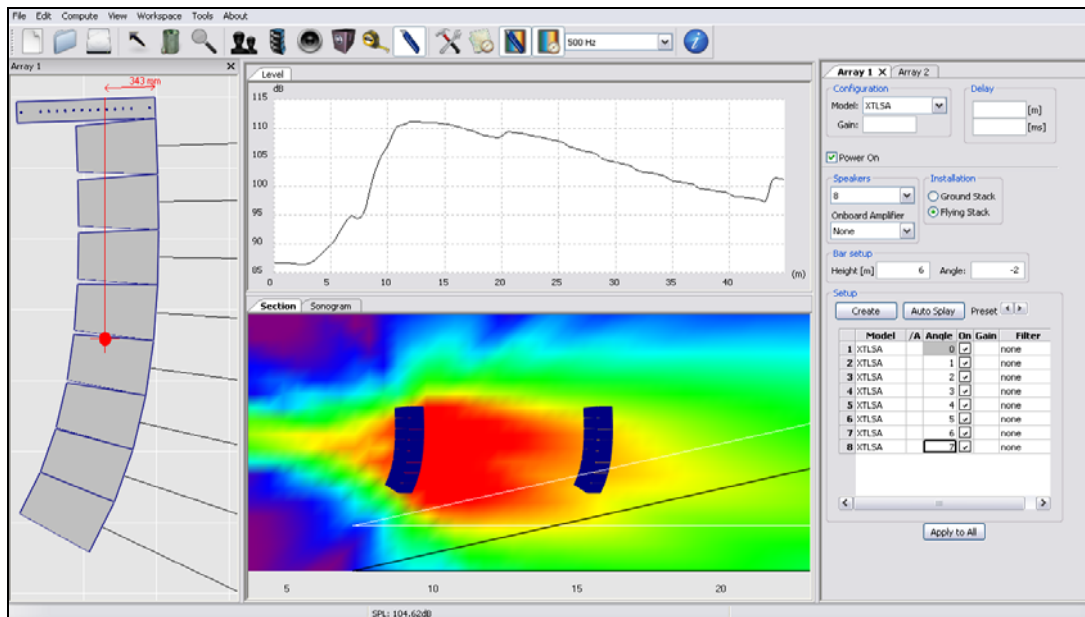 File Edit Compute View Workspace Tools About
500 Hz
Array 1 X
343 mm
Level
dB
115
110
105
100
95
90
85
0 5 10 15 20 25 30 35 40 (m)
Section Sonogram
5 10 15 20
Array 1 X Array 2
Configuration
Model: XTLSA
Gain:
Delay
[m]
[ms]
Power On
Speakers
8
Onboard Amplifier
None
Installation
Ground Stack
Flying Stack
Bar setup
Height [m] 6 Angle: -2
Setup
Create Auto Splay Preset
Model /A Angle On Gain Filter
1 XTLSA 0 none
2 XTLSA 1 none
3 XTLSA 2 none
4 XTLSA 3 none
5 XTLSA 4 none
6 XTLSA 5 none
7 XTLSA 6 none
8 XTLSA 7 none
Apply to All
SPL: 104.62dB